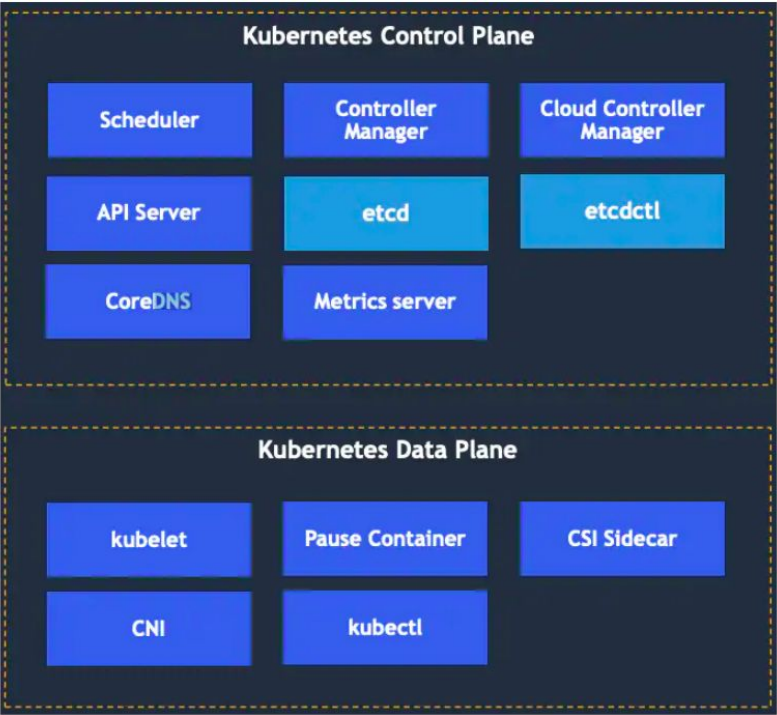 Kubernetes Control Plane
Scheduler
Controller
Manager
Cloud Controller
Manager
API Server
etcd
etcdctl
CoreDNS
Metrics server
Kubernetes Data Plane
kubelet
Pause Container
CSI Sidecar
CNI
kubectl